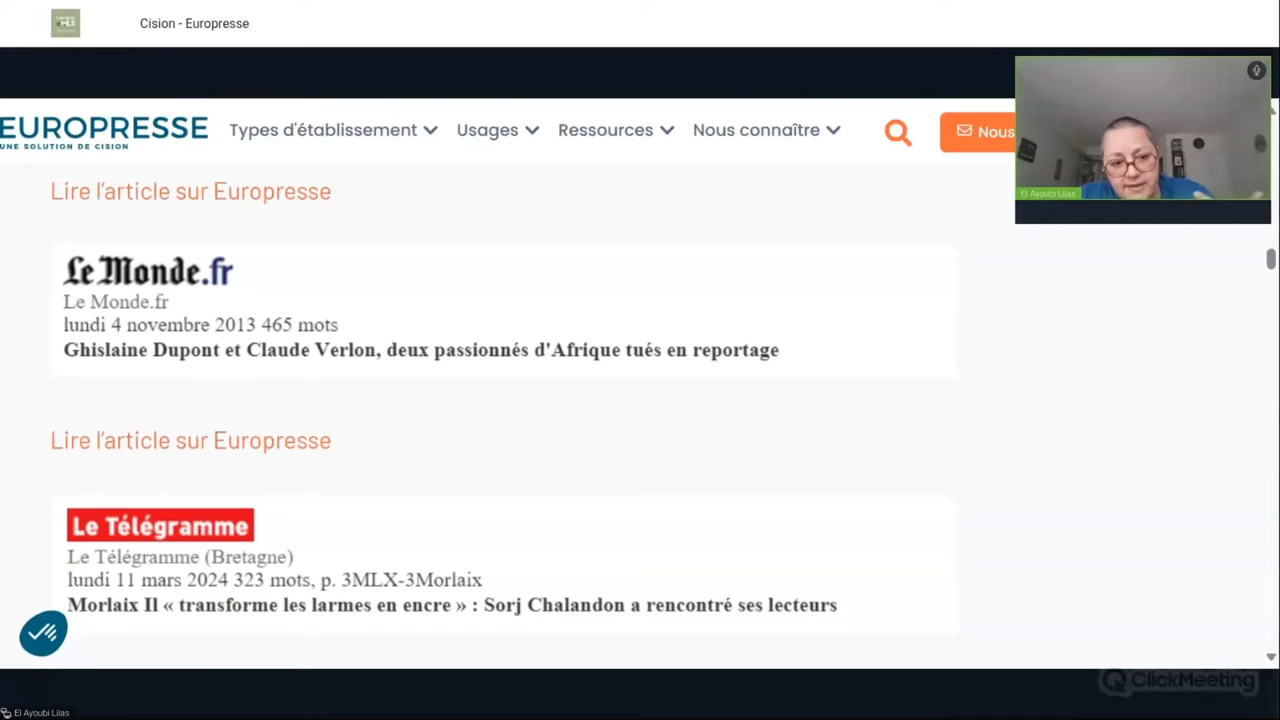 Cision - Europresse
EUROPRESSE
UNE SOLUTION DE CISION
Types d'établissement
Usages
Ressources
Nous connaître
Nous
El Ayoubi Lilas
Lire l'article sur Europresse
Le Monde.fr
Le Monde.fr
lundi 4 novembre 2013 465 mots
Ghislaine Dupont et Claude Verlon, deux passionnés d'Afrique tués en reportage
Lire l'article sur Europresse
Le Télégramme
Le Télégramme (Bretagne)
lundi 11 mars 2024 323 mots, p. 3MLX-3Morlaix
Morlaix Il « transforme les larmes en encre » : Sorj Chalandon a rencontré ses lecteurs
ClickMeeting
El Ayoubi Lilas